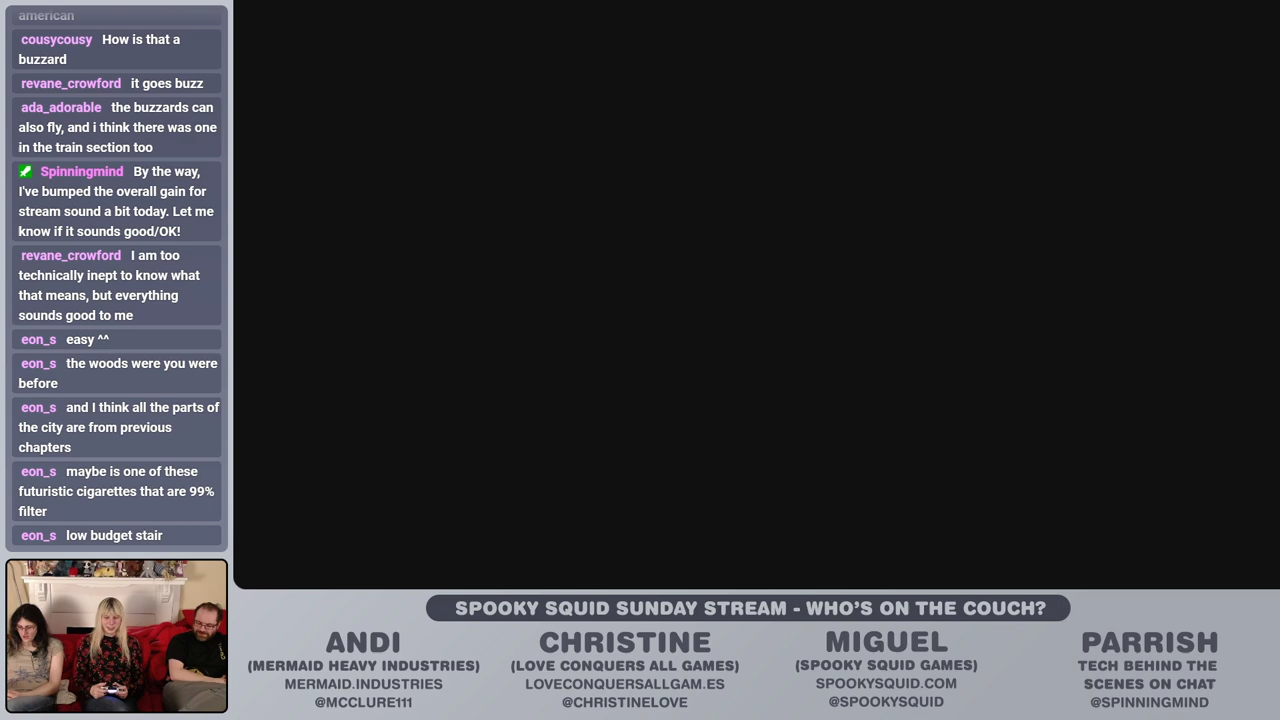 american
cousycousy How is that a
buzzard
revane_crowford it goes buzz
ada_adorable the buzzards can
also fly, and i think there was one
in the train section too
Spinningmind By the way,
I've bumped the overall gain for
stream sound a bit today. Let me
know if it sounds good/OK!
revane_crowford I am too
technically inept to know what
that means, but everything
sounds good to me
eon_s easy ^^
eon_s the woods were you were
before
eon_s and I think all the parts of
the city are from previous
chapters
eon_s maybe is one of these
futuristic cigarettes that are 99%
filter
eon_s low budget stair
SPOOKY SQUID SUNDAY STREAM - WHO'S ON THE COUCH?
ANDI
(MERMAID HEAVY INDUSTRIES)
MERMAID.INDUSTRIES
@MCCLURE111
CHRISTINE
(LOVE CONQUERS ALL GAMES)
LOVECONQUERSALLGAM.ES
@CHRISTINELOVE
MIGUEL
(SPOOKY SQUID GAMES)
SPOOKYSQUID.COM
@SPOOKYSQUID
PARRISH
TECH BEHIND THE
SCENES ON CHAT
@SPINNINGMIND